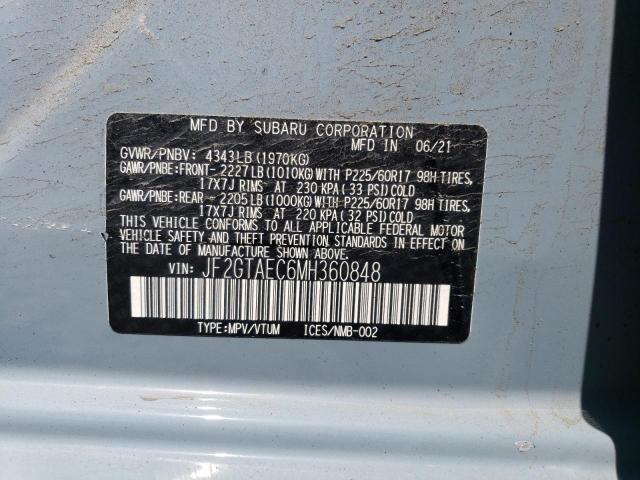 MFD BY SUBARU CORPORATION
GVWR/PNBV: 4343LB(1970KG) MFD IN 06/21
GAWR/PNBE:FRONT- 2227LB(1010KG)WITH P225/60R17 98H TIRES,
17X7J RIMS AT 230 KPA( 33 PSI)COLD
GAWR/PNBE:REAR - 2205LB(1000KG)WITH P225/60R17 98H TIRES,
17X7J RIMS AT 220 KPA( 32 PSI)COLD
THIS VEHICLE CONFORMS TO ALL APPLICABLE FEDERAL MOTOR
VEHICLE SAFETY AND THEFT PREVENTION STANDARDS IN EFFECT ON
THE DATE OF MANUFACTURE SHOWN ABOVE.
VIN: JF2GTAEC6MH360848
TYPE:MPV/VTUM ICES/NMB-002